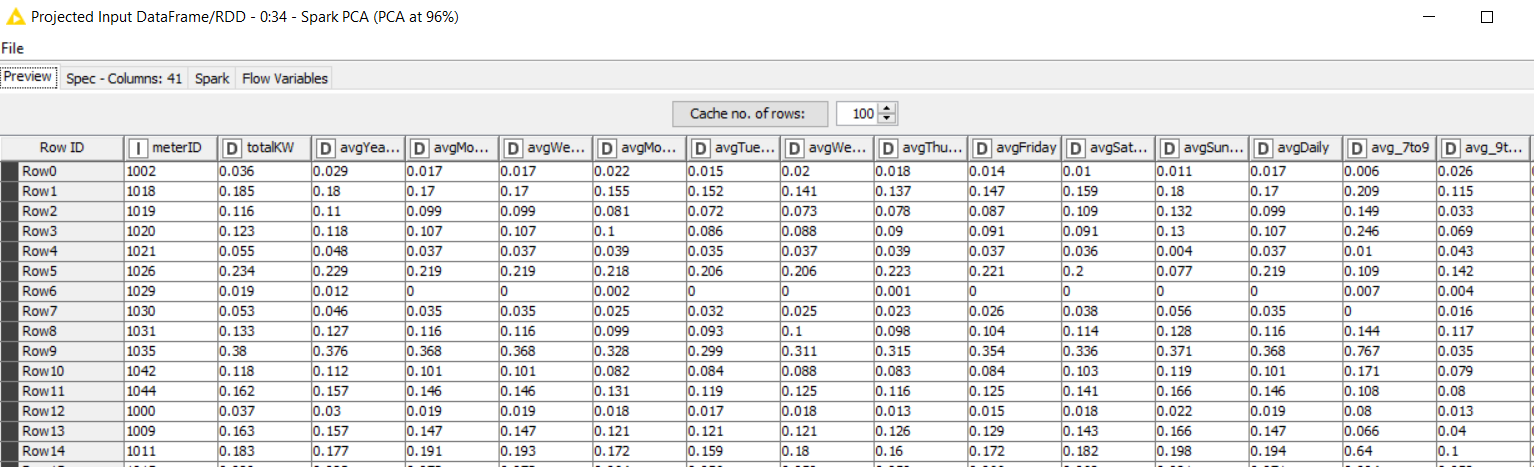 Projected Input DataFrame/RDD - 0:34 - Spark PCA (PCA at 96%)
File
Preview Spec - Columns: 41 Spark Flow Variables
Cache no. of rows: 100
Row ID I meterID D totalKW D avgYea... D avgMo... D avgWe... D avgMo... D avgTue... D avgWe... D avgThu... D avgFriday D avgSat... D avgSun... D avgDaily D avg_7to9 D avg_9t...
Row0 1002 0.036 0.029 0.017 0.017 0.022 0.015 0.02 0.018 0.014 0.01 0.011 0.017 0.006 0.026
Row1 1018 0.185 0.18 0.17 0.17 0.155 0.152 0.141 0.137 0.147 0.159 0.18 0.17 0.209 0.115
Row2 1019 0.116 0.11 0.099 0.099 0.081 0.072 0.073 0.078 0.087 0.109 0.132 0.099 0.149 0.033
Row3 1020 0.123 0.118 0.107 0.107 0.1 0.086 0.088 0.09 0.091 0.091 0.13 0.107 0.246 0.069
Row4 1021 0.055 0.048 0.037 0.037 0.039 0.035 0.037 0.039 0.037 0.036 0.004 0.037 0.01 0.043
Row5 1026 0.234 0.229 0.219 0.219 0.218 0.206 0.206 0.223 0.221 0.2 0.077 0.219 0.109 0.142
Row6 1029 0.019 0.012 0 0 0.002 0 0 0.001 0 0 0 0 0.007 0.004
Row7 1030 0.053 0.046 0.035 0.035 0.025 0.032 0.025 0.023 0.026 0.038 0.056 0.035 0 0.016
Row8 1031 0.133 0.127 0.116 0.116 0.099 0.093 0.1 0.098 0.104 0.114 0.128 0.116 0.144 0.117
Row9 1035 0.38 0.376 0.368 0.368 0.328 0.299 0.311 0.315 0.354 0.336 0.371 0.368 0.767 0.035
Row10 1042 0.118 0.112 0.101 0.101 0.082 0.084 0.088 0.083 0.084 0.103 0.119 0.101 0.171 0.079
Row11 1044 0.162 0.157 0.146 0.146 0.131 0.119 0.125 0.116 0.125 0.141 0.166 0.146 0.108 0.08
Row12 1000 0.037 0.03 0.019 0.019 0.018 0.017 0.018 0.013 0.015 0.018 0.022 0.019 0.08 0.013
Row13 1009 0.163 0.157 0.147 0.147 0.121 0.121 0.121 0.126 0.129 0.143 0.166 0.147 0.066 0.04
Row14 1011 0.183 0.177 0.191 0.193 0.172 0.159 0.18 0.16 0.172 0.182 0.198 0.194 0.64 0.1